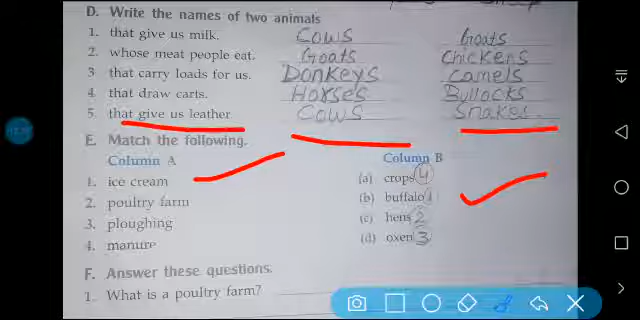 D. Write the names of two animals
1. that give us milk. Cows Goats
2. whose meat people eat. Goats Chickens
3 that carry loads for us. Donkeys Camels
4. that draw carts. Horses Bullocks
5. that give us leather Cows Snakes.
E. Match the following.
Column A Column B
1. ice cream (a) crops 4
2. poultry farm (b) buffalo 1
3. ploughing (c) hens 2
4. manure (d) oxen 3
F. Answer these questions.
1. What is a poultry farm?